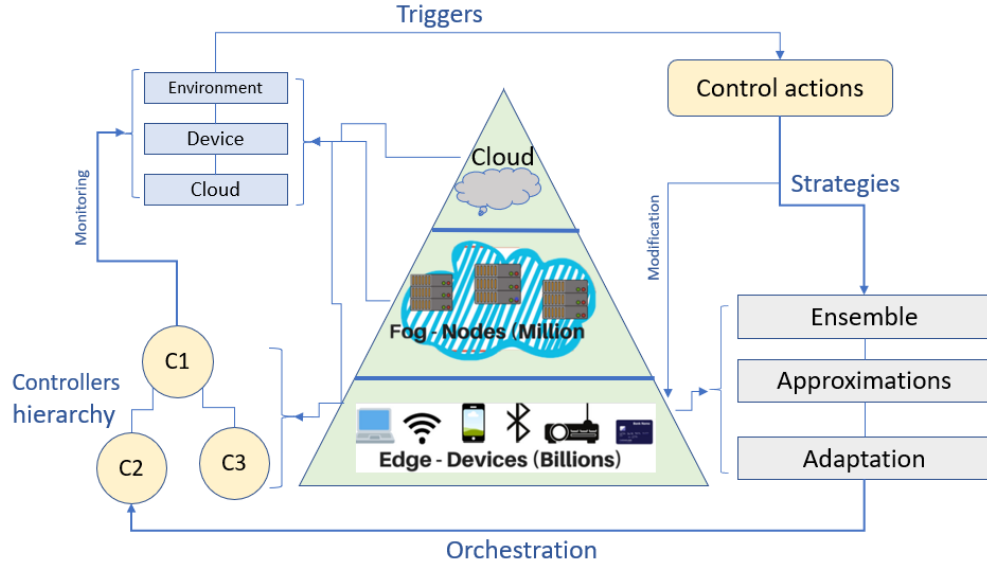 Triggers
Environment
Device
Cloud
Control actions
Cloud
Strategies
Monitoring
Modification
Fog - Nodes (Million
Ensemble
Approximations
Adaptation
C1
Controllers
hierarchy
C2
C3
Edge - Devices (Billions)
Orchestration